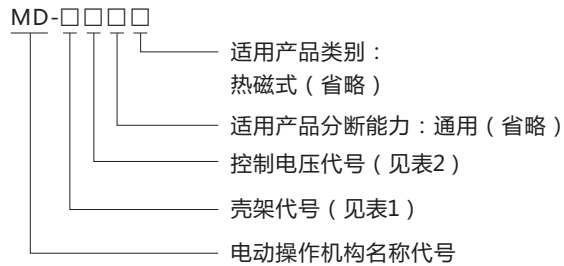 MD-□□□□
适用产品类别：
热磁式（省略）
适用产品分断能力：通用（省略）
控制电压代号（见表2）
壳架代号（见表1）
电动操作机构名称代号